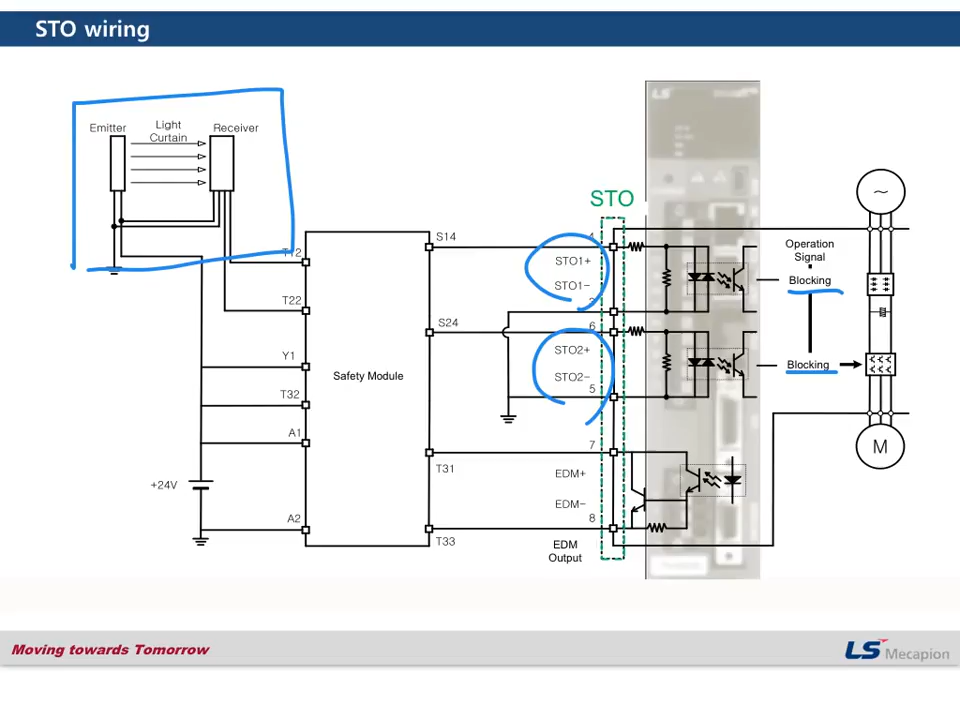 STO wiring
Emitter
Light
Curtain
Receiver
T12
T22
Y1
T32
A1
+24V
A2
Safety Module
S14
S24
T31
T33
STO
4
STO1+
STO1-
3
6
STO2+
STO2-
5
7
EDM+
EDM-
8
EDM
Output
LS
Operation
Signal
Blocking
Blocking
~
M
Moving towards Tomorrow
LS Mecapion